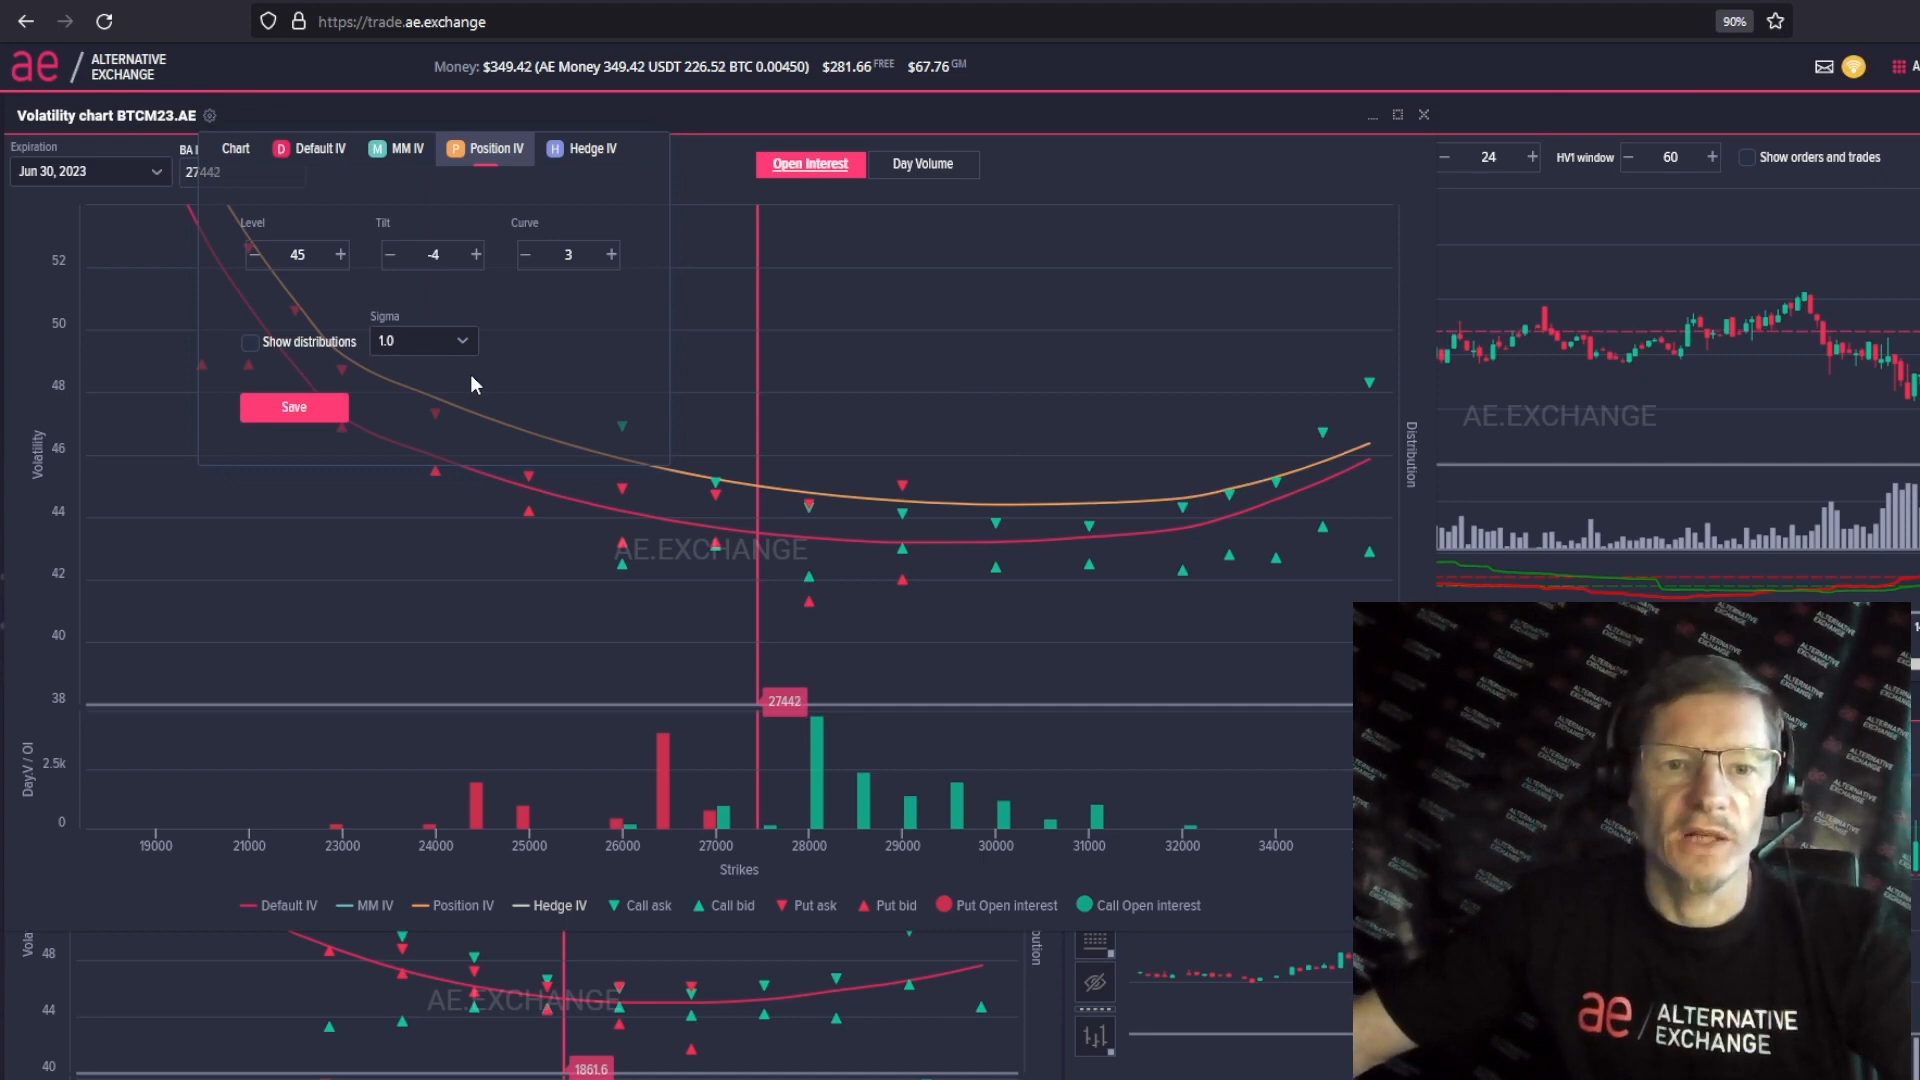 https://trade.ae.exchange
90%
ae / ALTERNATIVE
EXCHANGE
Money: $349.42 (AE Money 349.42 USDT 226.52 BTC 0.00450) $281.66 FREE $67.76 GM
A
Volatility chart BTCM23.AE
Expiration
Jun 30, 2023
BA
27442
Chart
D Default IV
M MM IV
P Position IV
H Hedge IV
Open Interest
Day Volume
24
HV1 window
60
Show orders and trades
Level
Tilt
Curve
45
-4
3
Sigma
Show distributions
1.0
Save
52
50
48
46
44
42
40
38
Volatility
Distribution
AE.EXCHANGE
AE.EXCHANGE
27442
Day.V / OI
2.5k
0
19000
21000
23000
24000
25000
26000
27000
28000
29000
30000
31000
32000
34000
Strikes
Default IV
MM IV
Position IV
Hedge IV
Call ask
Call bid
Put ask
Put bid
Put Open interest
Call Open interest
48
44
40
AE.EXCHANGE
1861.6
ae / ALTERNATIVE
EXCHANGE